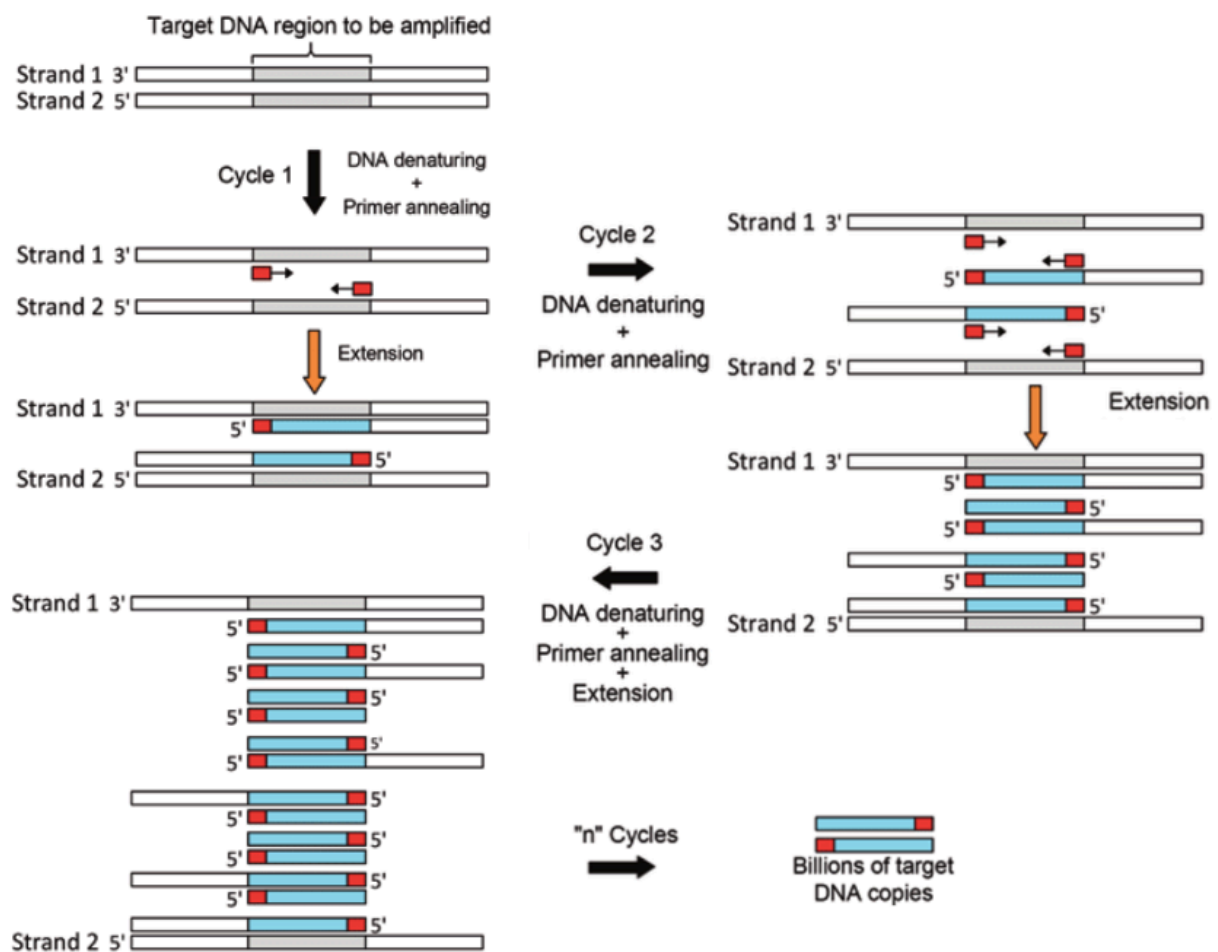 Target DNA region to be amplified
Strand 1 3'
Strand 2 5'
Cycle 1
DNA denaturing
+
Primer annealing
Strand 1 3'
Strand 2 5'
Extension
Strand 1 3'
5'
5'
Strand 2 5'
Cycle 2
DNA denaturing
+
Primer annealing
Strand 1 3'
5'
5'
Strand 2 5'
Extension
Strand 1 3'
5'
5'
5'
5'
5'
5'
Strand 2 5'
Cycle 3
DNA denaturing
+
Primer annealing
+
Extension
Strand 1 3'
5'
5'
5'
5'
5'
5'
5'
5'
5'
5'
5'
5'
5'
5'
Strand 2 5'
"n" Cycles
Billions of target
DNA copies